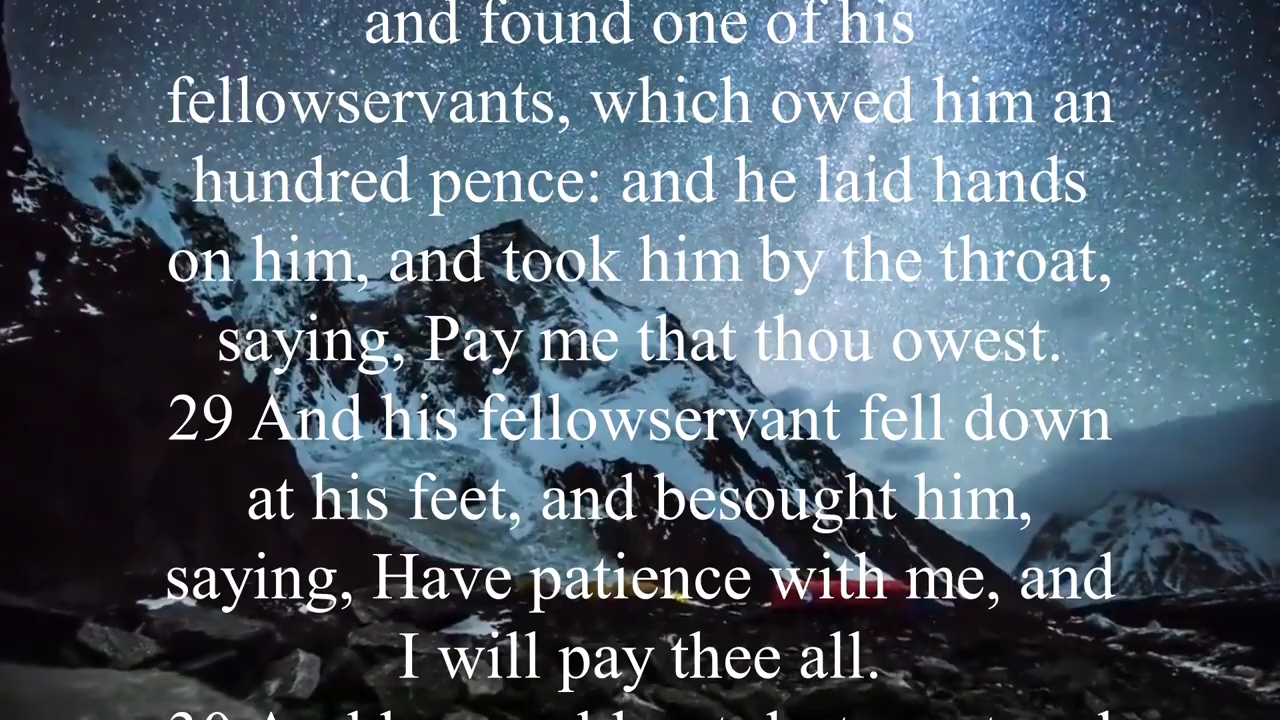 and found one of his
fellowservants, which owed him an
hundred pence: and he laid hands
on him, and took him by the throat,
saying, Pay me that thou owest.
29 And his fellowservant fell down
at his feet, and besought him,
saying, Have patience with me, and
I will pay thee all.